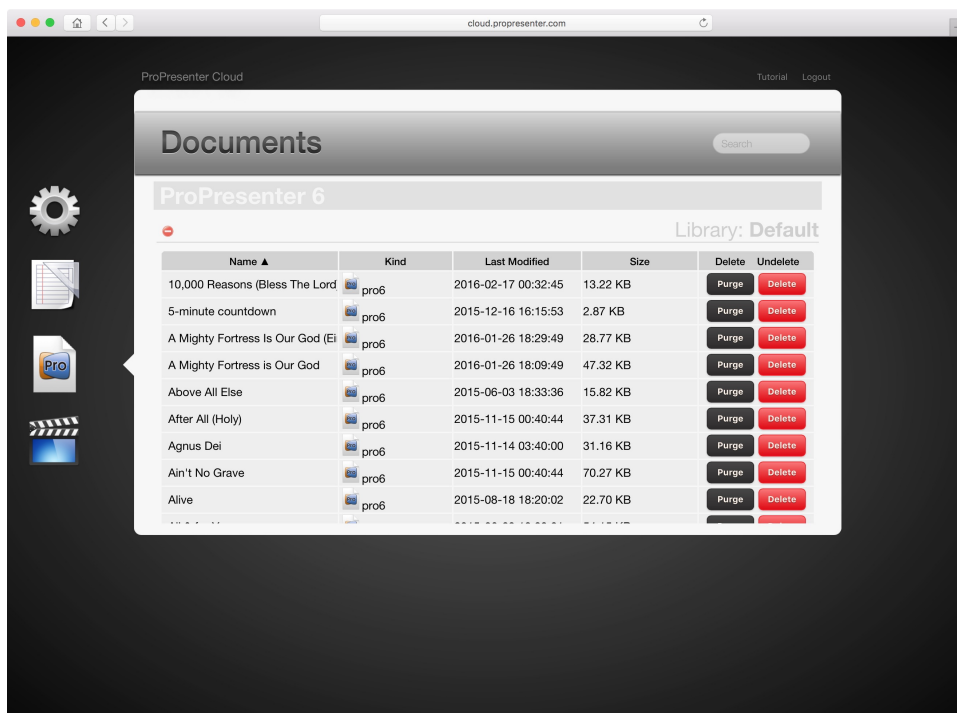 cloud.propresenter.com
ProPresenter Cloud Tutorial Logout
Documents Search
ProPresenter 6
Library: Default
Name ▲ Kind Last Modified Size Delete Undelete
10,000 Reasons (Bless The Lord) pro6 2016-02-17 00:32:45 13.22 KB Purge Delete
5-minute countdown pro6 2015-12-16 16:15:53 2.87 KB Purge Delete
A Mighty Fortress Is Our God (Ei pro6 2016-01-26 18:29:49 28.77 KB Purge Delete
Pro A Mighty Fortress is Our God pro6 2016-01-26 18:09:49 47.32 KB Purge Delete
Above All Else pro6 2015-06-03 18:33:36 15.82 KB Purge Delete
After All (Holy) pro6 2015-11-15 00:40:44 37.31 KB Purge Delete
Agnus Dei pro6 2015-11-14 03:40:00 31.16 KB Purge Delete
Ain't No Grave pro6 2015-11-15 00:40:44 70.27 KB Purge Delete
Alive pro6 2015-08-18 18:20:02 22.70 KB Purge Delete